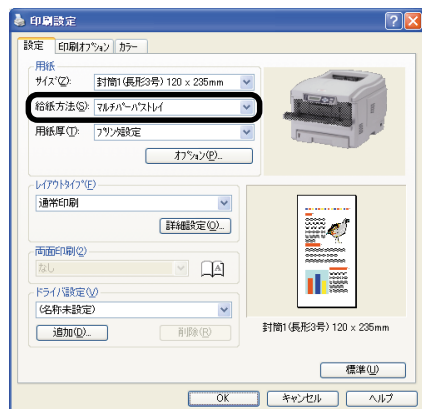 印刷設定
設定 印刷ｵﾌﾟｼｮﾝ ｶﾗｰ
用紙
ｻｲｽﾞ(Z): 封筒1(長形3号) 120 x 235mm
給紙方法(S): ﾏﾙﾁﾊﾟｰﾊﾟｽﾄﾚｲ
用紙厚(T): ﾌﾟﾘﾝﾀ設定
ｵﾌﾟｼｮﾝ(P)...
ﾚｲｱｳﾄﾀｲﾌﾟ(F)
通常印刷
詳細設定(O)...
両面印刷(2)
なし
A
ﾄﾞﾗｲﾊﾞ設定(V)
(名称未設定)
追加(D)... 削除(R)
封筒1(長形3号) 120 x 235mm
標準(U)
OK キャンセル ヘルプ